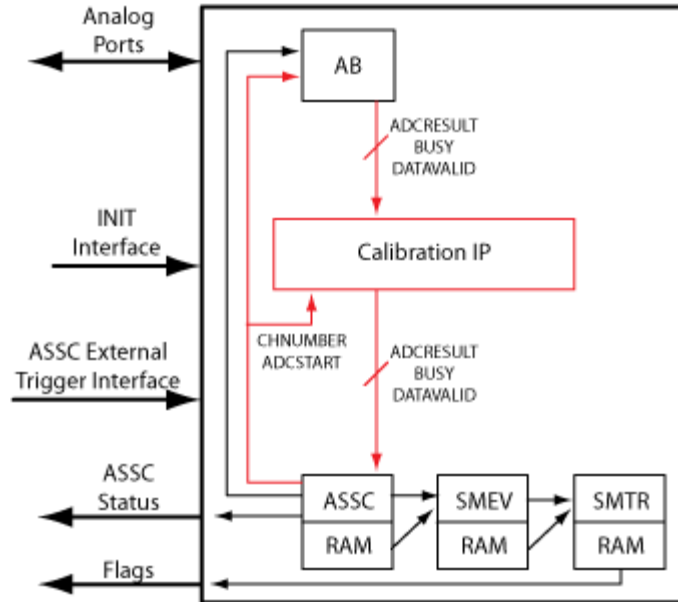 Analog
Ports
AB
ADCRESULT
BUSY
DATAVALID
INIT
Interface
Calibration IP
CHNUMBER
ADCSTART
ASSC External
Trigger Interface
ADCRESULT
BUSY
DATAVALID
ASSC
Status
ASSC
SMEV
SMTR
RAM
RAM
RAM
Flags